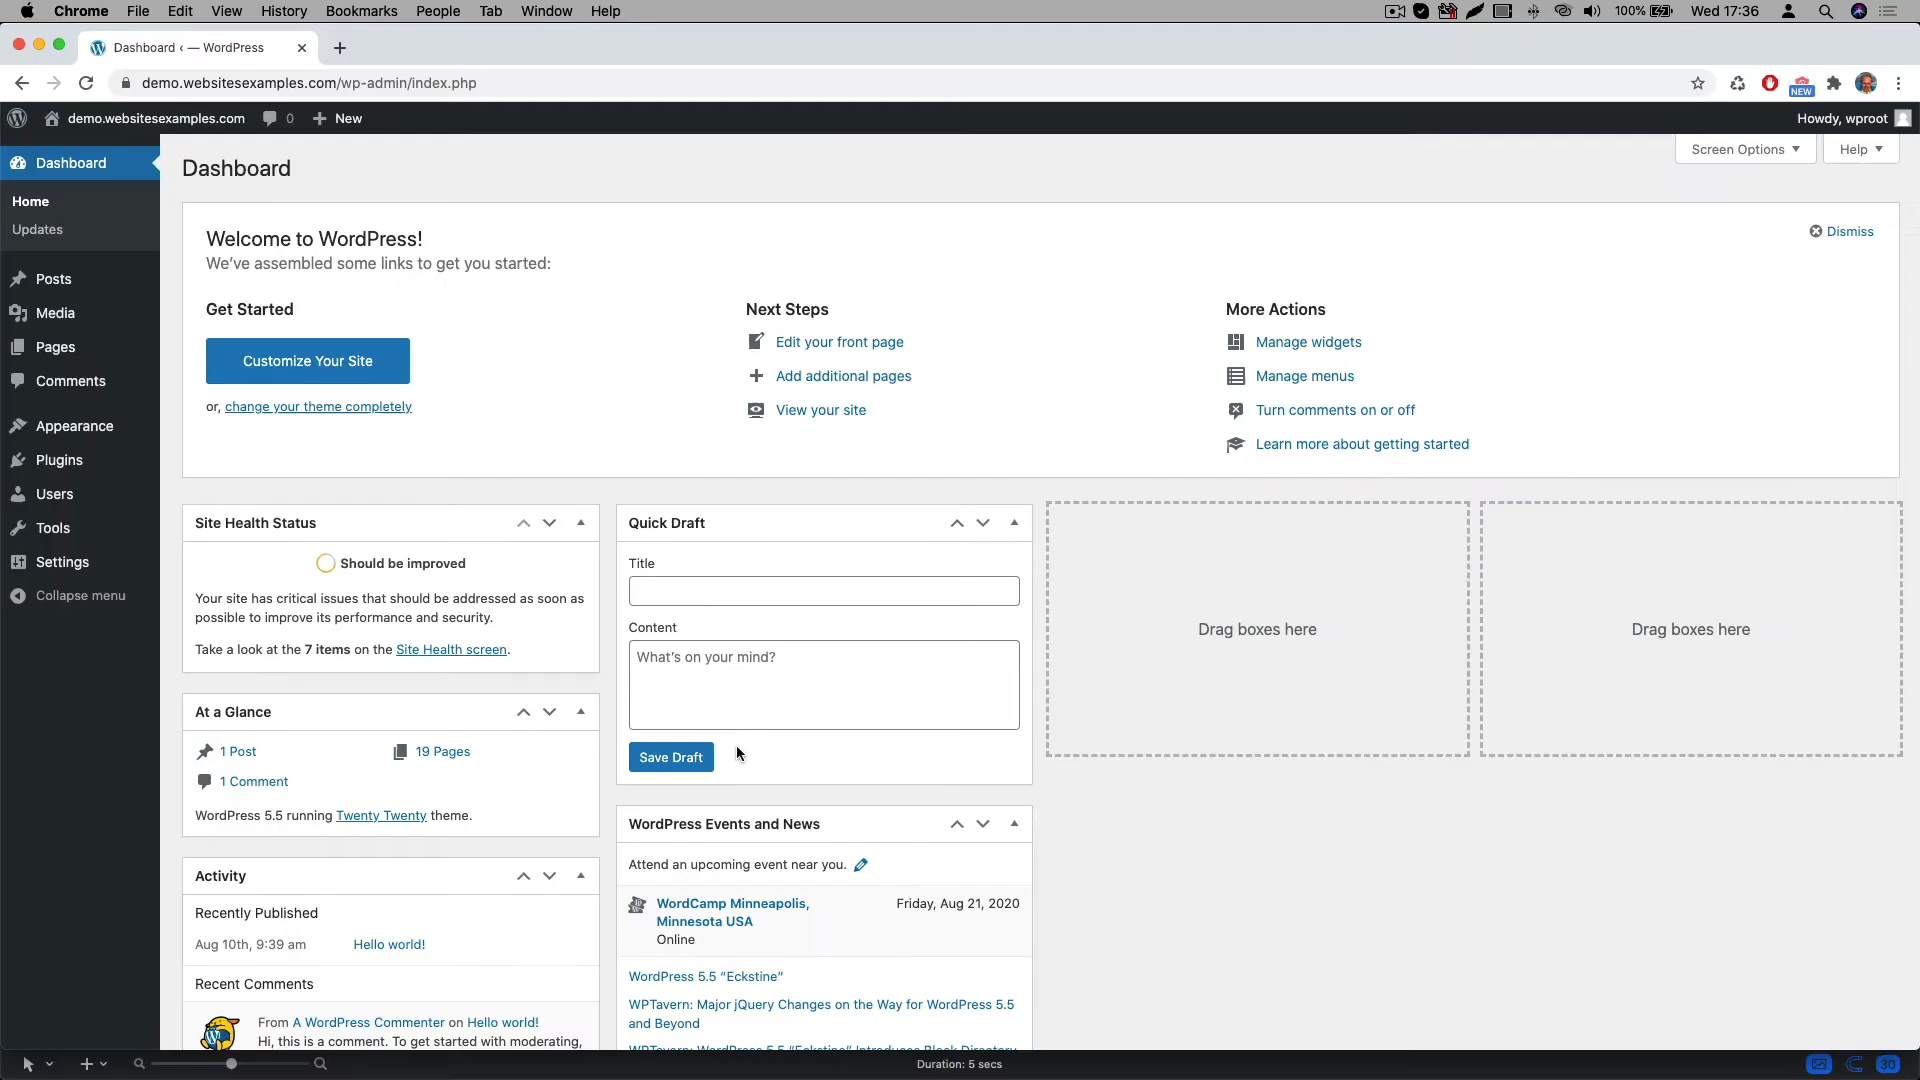 Chrome File Edit View History Bookmarks People Tab Window Help
100% Wed 17:36
Dashboard ‹ — WordPress
demo.websitesexamples.com/wp-admin/index.php
NEW
demo.websitesexamples.com 0 New
Howdy, wproot
Dashboard
Home
Updates
Posts
Media
Pages
Comments
Appearance
Plugins
Users
Tools
Settings
Collapse menu
Dashboard
Screen Options
Help
Welcome to WordPress!
We've assembled some links to get you started:
Dismiss
Get Started
Customize Your Site
or, change your theme completely
Next Steps
Edit your front page
Add additional pages
View your site
More Actions
Manage widgets
Manage menus
Turn comments on or off
Learn more about getting started
Site Health Status
Should be improved
Your site has critical issues that should be addressed as soon as
possible to improve its performance and security.
Take a look at the 7 items on the Site Health screen.
At a Glance
1 Post
19 Pages
1 Comment
WordPress 5.5 running Twenty Twenty theme.
Activity
Recently Published
Aug 10th, 9:39 am Hello world!
Recent Comments
From A WordPress Commenter on Hello world!
Hi, this is a comment. To get started with moderating,
Quick Draft
Title
Content
What's on your mind?
Save Draft
WordPress Events and News
Attend an upcoming event near you.
WordCamp Minneapolis,
Minnesota USA
Online
Friday, Aug 21, 2020
WordPress 5.5 “Eckstine”
WPTavern: Major jQuery Changes on the Way for WordPress 5.5
and Beyond
WPTavern: WordPress 5.5 “Eckstine” Introduces Block Directory
Drag boxes here
Drag boxes here
Duration: 5 secs
30